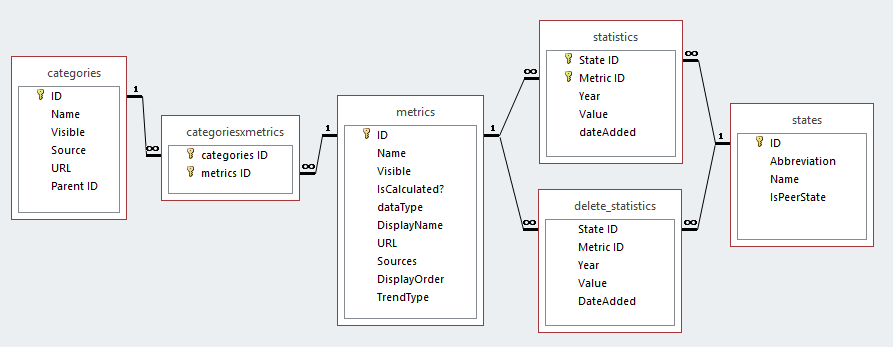 categories
ID
Name
Visible
Source
URL
Parent ID
1
∞
categoriesxmetrics
categories ID
metrics ID
1
∞
metrics
ID
Name
Visible
IsCalculated?
dataType
DisplayName
URL
Sources
DisplayOrder
TrendType
1
∞
∞
statistics
State ID
Metric ID
Year
Value
dateAdded
∞
delete_statistics
State ID
Metric ID
Year
Value
DateAdded
∞
1
states
ID
Abbreviation
Name
IsPeerState